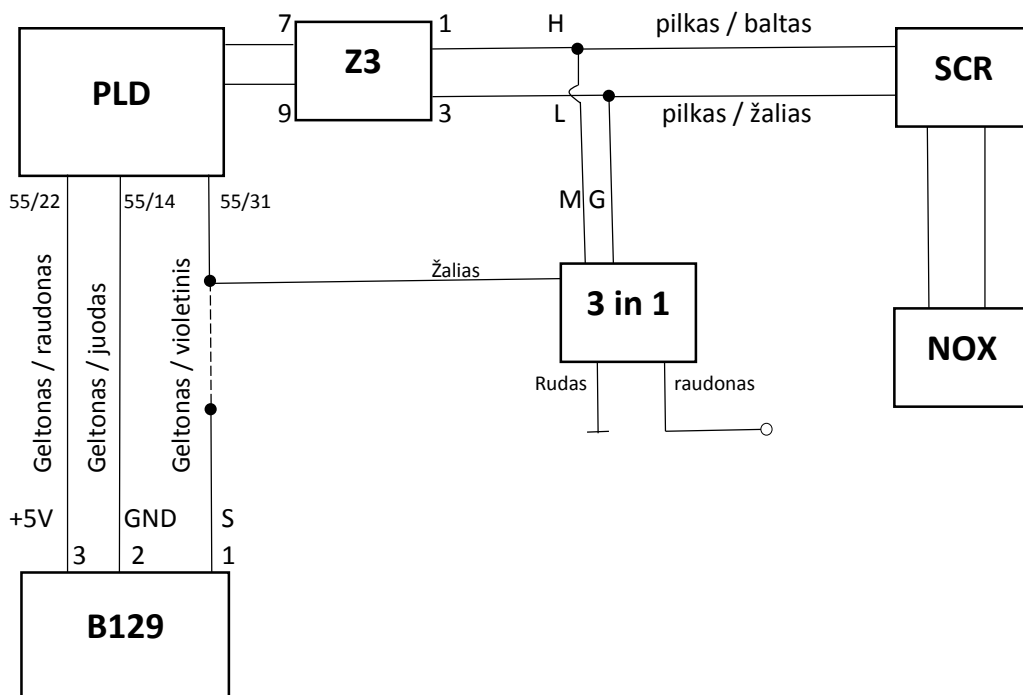 7
1
H
pilkas / baltas
PLD
Z3
SCR
9
3
L
pilkas / žalias
55/22
55/14
55/31
M
G
Geltonas / raudonas
Geltonas / juodas
Geltonas / violetinis
Žalias
3 in 1
NOX
Rudas
raudonas
+5V
GND
S
3
2
1
B129